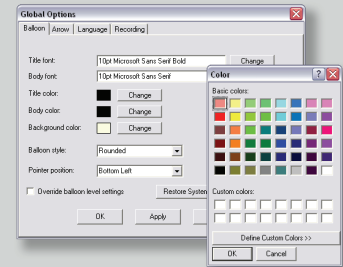 Global Options
Balloon Arrow Language Recording
Title font: 10pt Microsoft Sans Serif Bold Change
Body font: 10pt Microsoft Sans Serif
Title color: Change
Body color: Change
Background color: Change
Balloon style: Rounded
Pointer position: Bottom Left
Override balloon level settings Restore System
OK Apply
Color
Basic colors:
Custom colors:
Define Custom Colors >>
OK Cancel